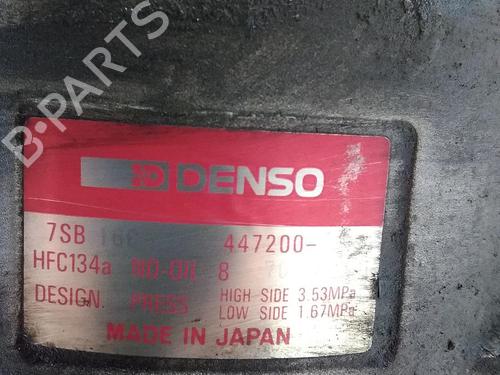 DENSO
7SB 16C 447200-
HFC134a ND-OIL 8
DESIGN. PRESS HIGH SIDE 3.53MPa
LOW SIDE 1.67MPa
MADE IN JAPAN
B-PARTS